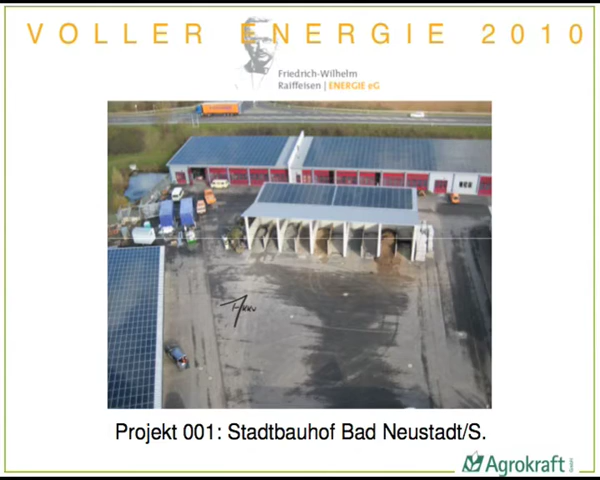 VOLLER ENERGIE 2010
Friedrich-Wilhelm
Raiffeisen | ENERGIE eG
Projekt 001: Stadtbauhof Bad Neustadt/S.
Agrokraft